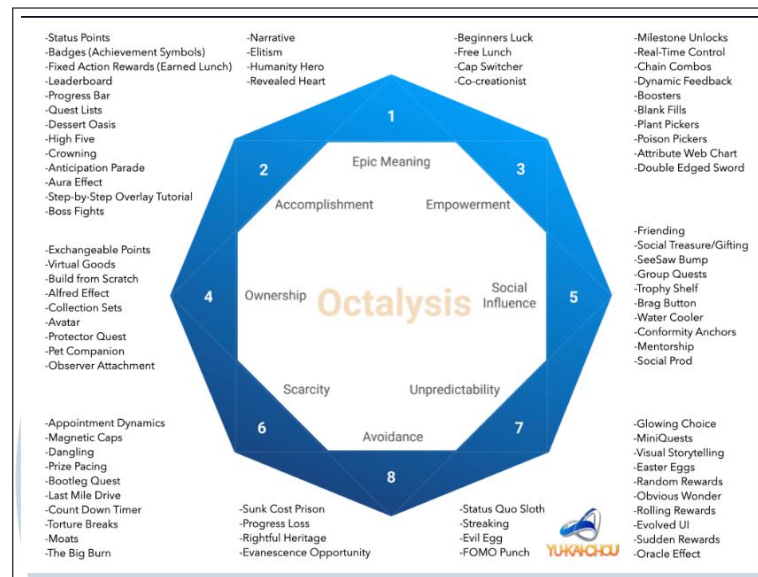 -Status Points
-Badges (Achievement Symbols)
-Fixed Action Rewards (Earned Lunch)
-Leaderboard
-Progress Bar
-Quest Lists
-Dessert Oasis
-High Five
-Crowning
-Anticipation Parade
-Aura Effect
-Step-by-Step Overlay Tutorial
-Boss Fights
-Narrative
-Elitism
-Humanity Hero
-Revealed Heart
-Beginners Luck
-Free Lunch
-Cap Switcher
-Co-creationist
-Milestone Unlocks
-Real-Time Control
-Chain Combos
-Dynamic Feedback
-Boosters
-Blank Fills
-Plant Pickers
-Poison Pickers
-Attribute Web Chart
-Double Edged Sword
1
Epic Meaning
2
Accomplishment
3
Empowerment
4
Ownership
Octalysis
Social
Influence
5
Scarcity
6
Unpredictability
7
Avoidance
8
-Exchangeable Points
-Virtual Goods
-Build from Scratch
-Alfred Effect
-Collection Sets
-Avatar
-Protector Quest
-Pet Companion
-Observer Attachment
-Friending
-Social Treasure/Gifting
-SeeSaw Bump
-Group Quests
-Trophy Shelf
-Brag Button
-Water Cooler
-Conformity Anchors
-Mentorship
-Social Prod
-Appointment Dynamics
-Magnetic Caps
-Dangling
-Prize Pacing
-Bootleg Quest
-Last Mile Drive
-Count Down Timer
-Torture Breaks
-Moats
-The Big Burn
-Sunk Cost Prison
-Progress Loss
-Rightful Heritage
-Evanescence Opportunity
-Status Quo Sloth
-Streaking
-Evil Egg
-FOMO Punch
YU-KAI CHOU
-Glowing Choice
-MiniQuests
-Visual Storytelling
-Easter Eggs
-Random Rewards
-Obvious Wonder
-Rolling Rewards
-Evolved UI
-Sudden Rewards
-Oracle Effect